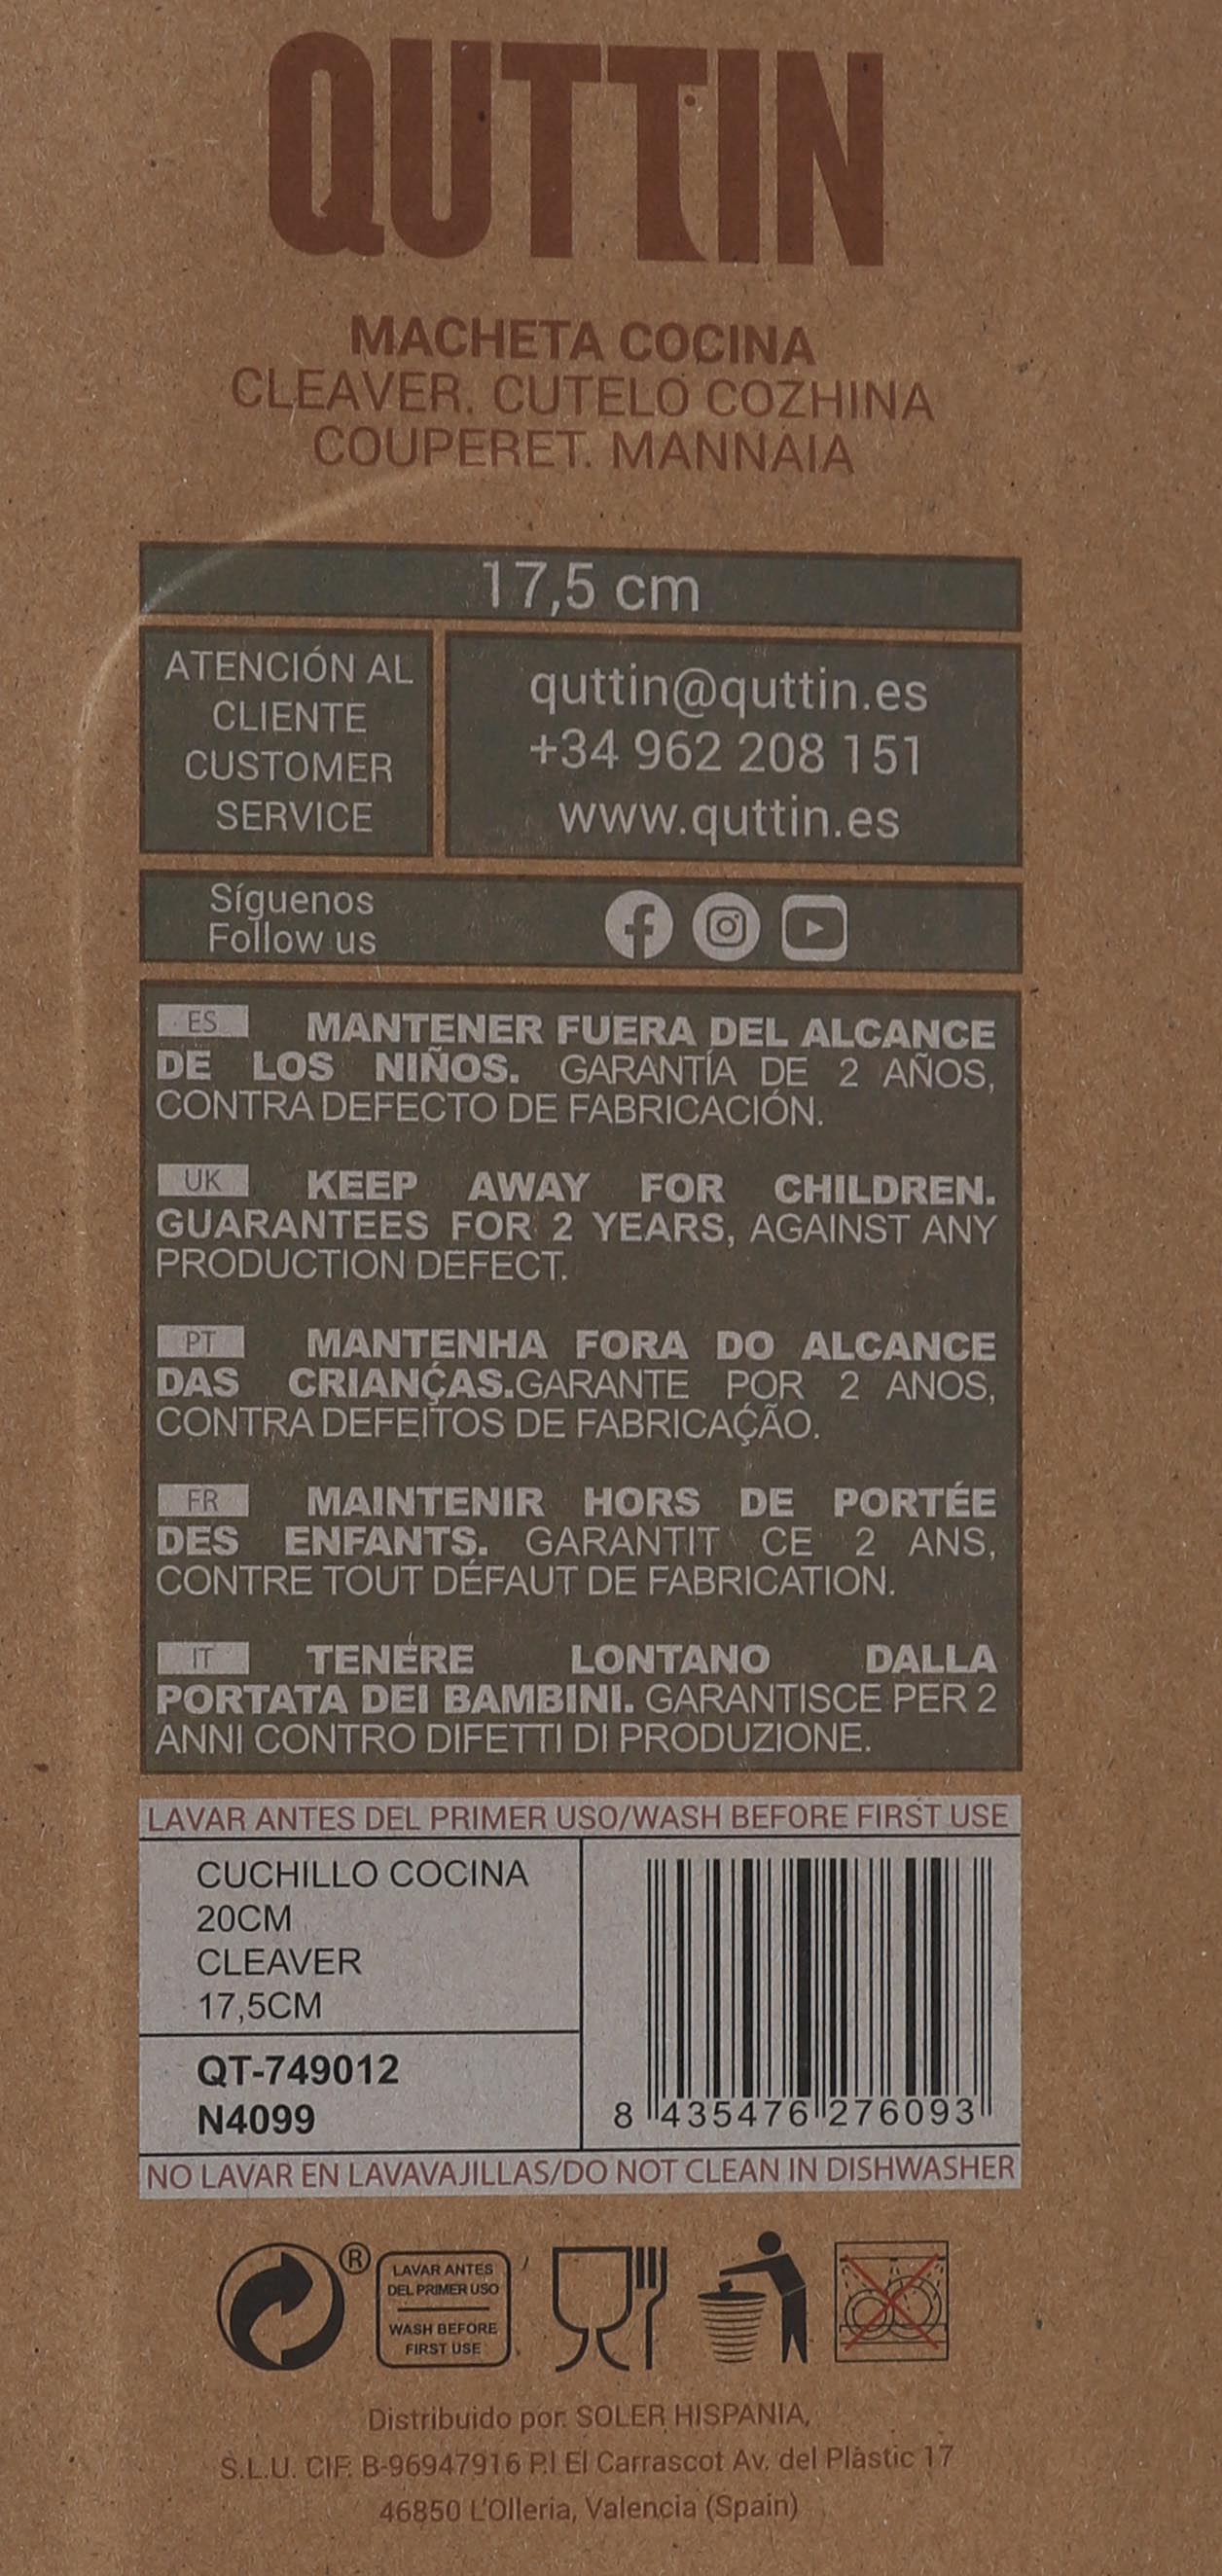 QUTTIN
MACHETA COCINA
CLEAVER. CUTELO COZHINA
COUPERET. MANNAIA
17,5 cm
ATENCIÓN AL
CLIENTE
CUSTOMER
SERVICE
quttin@quttin.es
+34 962 208 151
www.quttin.es
Síguenos
Follow us
ES MANTENER FUERA DEL ALCANCE
DE LOS NIÑOS. GARANTÍA DE 2 AÑOS,
CONTRA DEFECTO DE FABRICACIÓN.
UK KEEP AWAY FOR CHILDREN.
GUARANTEES FOR 2 YEARS, AGAINST ANY
PRODUCTION DEFECT.
PT MANTENHA FORA DO ALCANCE
DAS CRIANÇAS.GARANTE POR 2 ANOS,
CONTRA DEFEITOS DE FABRICAÇÃO.
FR MAINTENIR HORS DE PORTÉE
DES ENFANTS. GARANTIT CE 2 ANS,
CONTRE TOUT DÉFAUT DE FABRICATION.
IT TENERE LONTANO DALLA
PORTATA DEI BAMBINI. GARANTISCE PER 2
ANNI CONTRO DIFETTI DI PRODUZIONE.
LAVAR ANTES DEL PRIMER USO/WASH BEFORE FIRST USE
CUCHILLO COCINA
20CM
CLEAVER
17,5CM
QT-749012
N4099
8 435476 276093
NO LAVAR EN LAVAVAJILLAS/DO NOT CLEAN IN DISHWASHER
®
LAVAR ANTES
DEL PRIMER USO
WASH BEFORE
FIRST USE
Distribuido por: SOLER HISPANIA,
S.L.U. CIF: B-96947916 P.I El Carrascot Av. del Plàstic 17
46850 L'Olleria, Valencia (Spain)